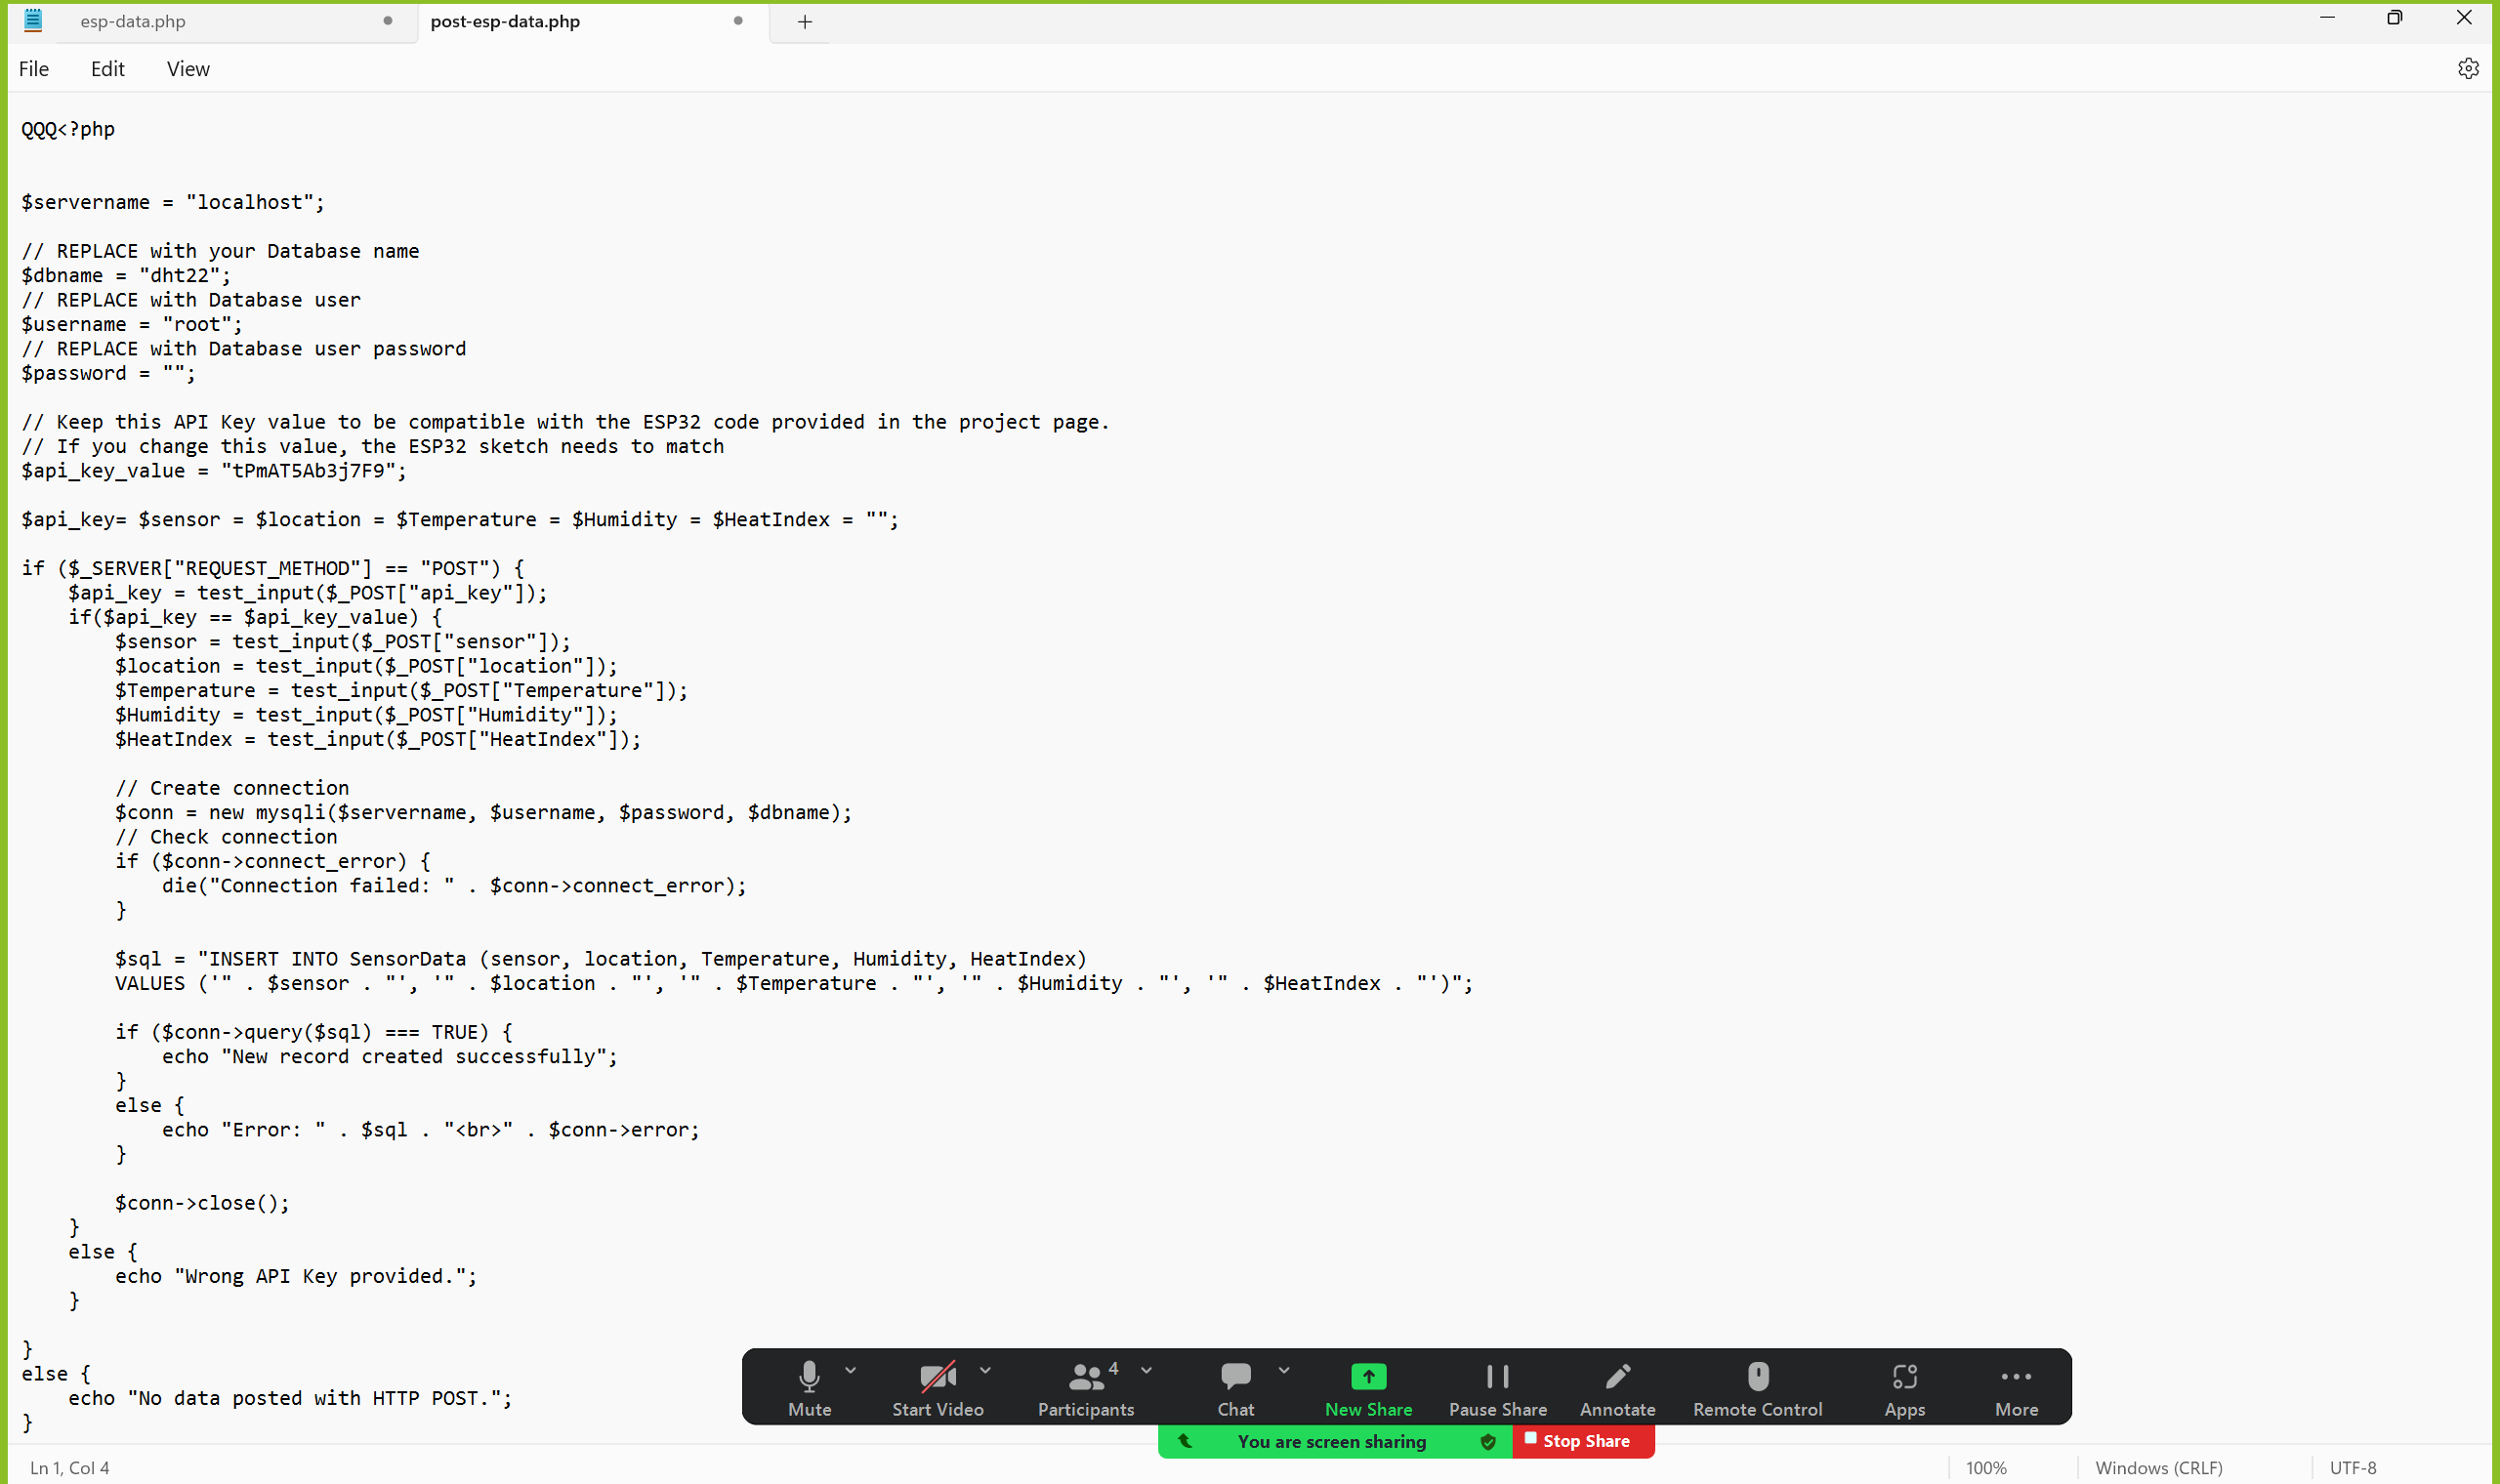 esp-data.php
post-esp-data.php
File Edit View
QQQ<?php
$servername = "localhost";
// REPLACE with your Database name
$dbname = "dht22";
// REPLACE with Database user
$username = "root";
// REPLACE with Database user password
$password = "";
// Keep this API Key value to be compatible with the ESP32 code provided in the project page.
// If you change this value, the ESP32 sketch needs to match
$api_key_value = "tPmAT5Ab3j7F9";
$api_key= $sensor = $location = $Temperature = $Humidity = $HeatIndex = "";
if ($_SERVER["REQUEST_METHOD"] == "POST") {
    $api_key = test_input($_POST["api_key"]);
    if($api_key == $api_key_value) {
        $sensor = test_input($_POST["sensor"]);
        $location = test_input($_POST["location"]);
        $Temperature = test_input($_POST["Temperature"]);
        $Humidity = test_input($_POST["Humidity"]);
        $HeatIndex = test_input($_POST["HeatIndex"]);
        // Create connection
        $conn = new mysqli($servername, $username, $password, $dbname);
        // Check connection
        if ($conn->connect_error) {
            die("Connection failed: " . $conn->connect_error);
        }
        $sql = "INSERT INTO SensorData (sensor, location, Temperature, Humidity, HeatIndex)
        VALUES ('" . $sensor . "', '" . $location . "', '" . $Temperature . "', '" . $Humidity . "', '" . $HeatIndex . "')";
        if ($conn->query($sql) === TRUE) {
            echo "New record created successfully";
        }
        else {
            echo "Error: " . $sql . "<br>" . $conn->error;
        }
        $conn->close();
    }
    else {
        echo "Wrong API Key provided.";
    }
}
else {
    echo "No data posted with HTTP POST.";
}
4
Mute Start Video Participants Chat New Share Pause Share Annotate Remote Control Apps More
You are screen sharing Stop Share
Ln 1, Col 4 100% Windows (CRLF) UTF-8